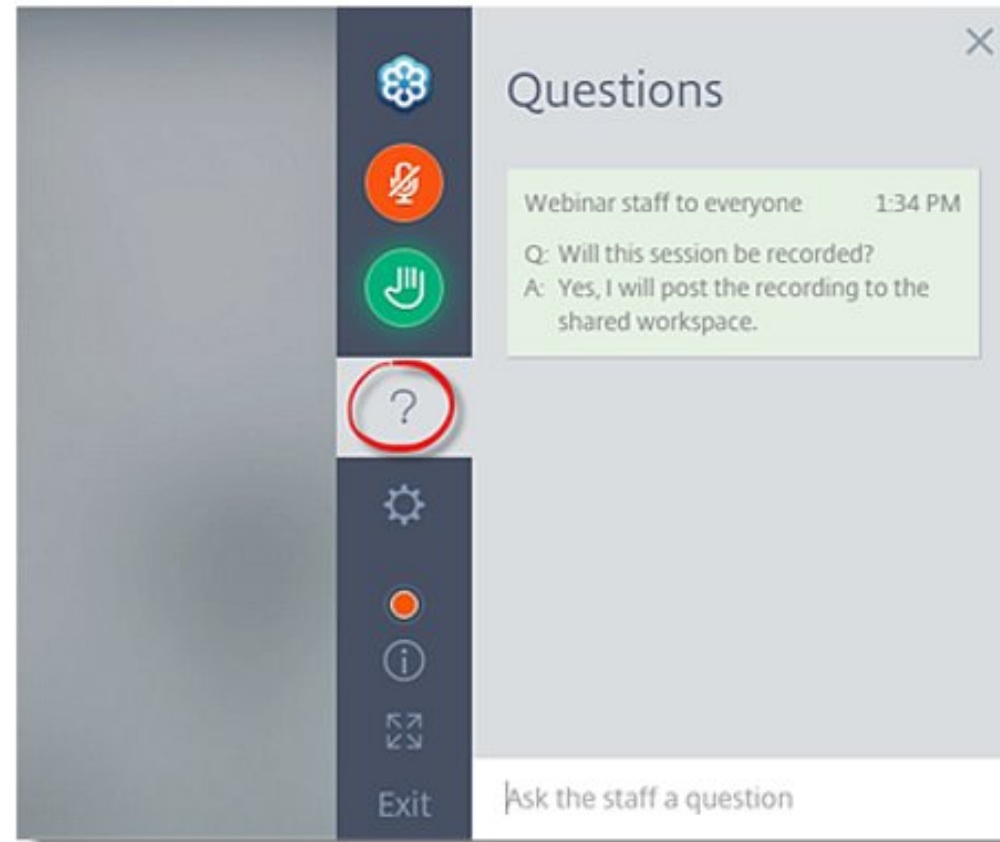 Questions
Webinar staff to everyone 1:34 PM
Q: Will this session be recorded?
A: Yes, I will post the recording to the
shared workspace.
?
Exit
Ask the staff a question